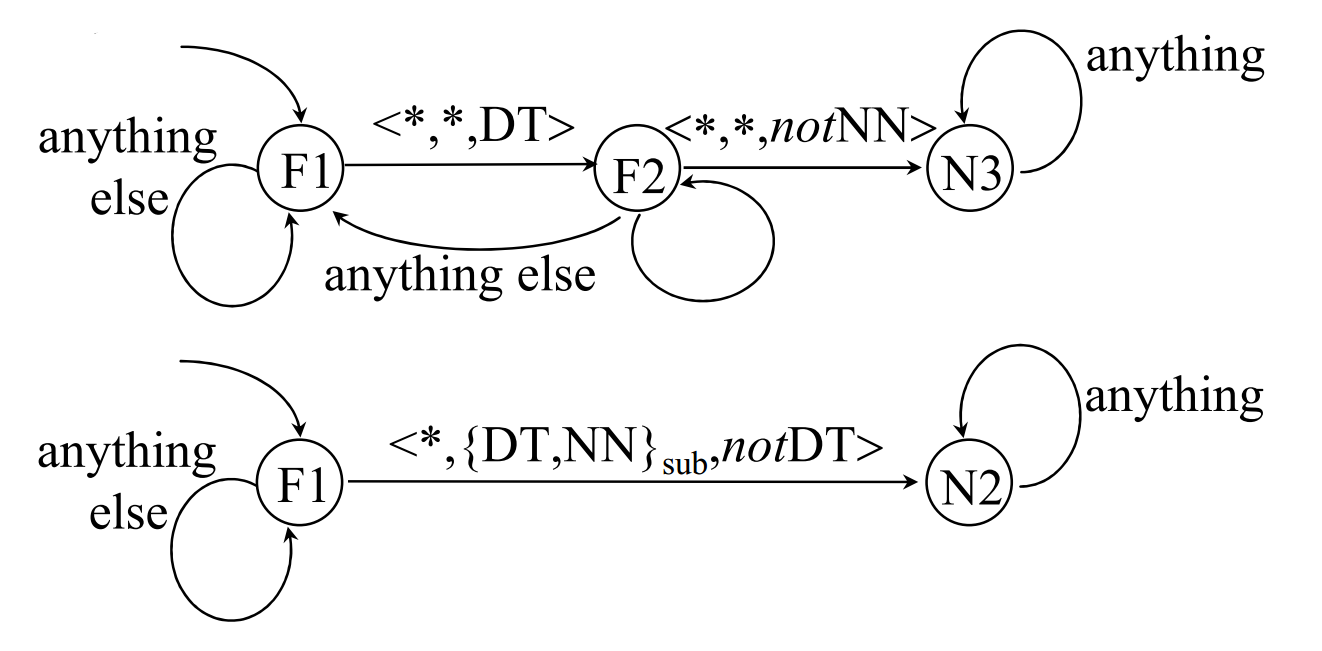 anything
<*,*,DT>
<*,*,notNN>
anything
else
F1
F2
N3
anything else
anything
<*,{DT,NN}sub,notDT>
anything
else
F1
N2